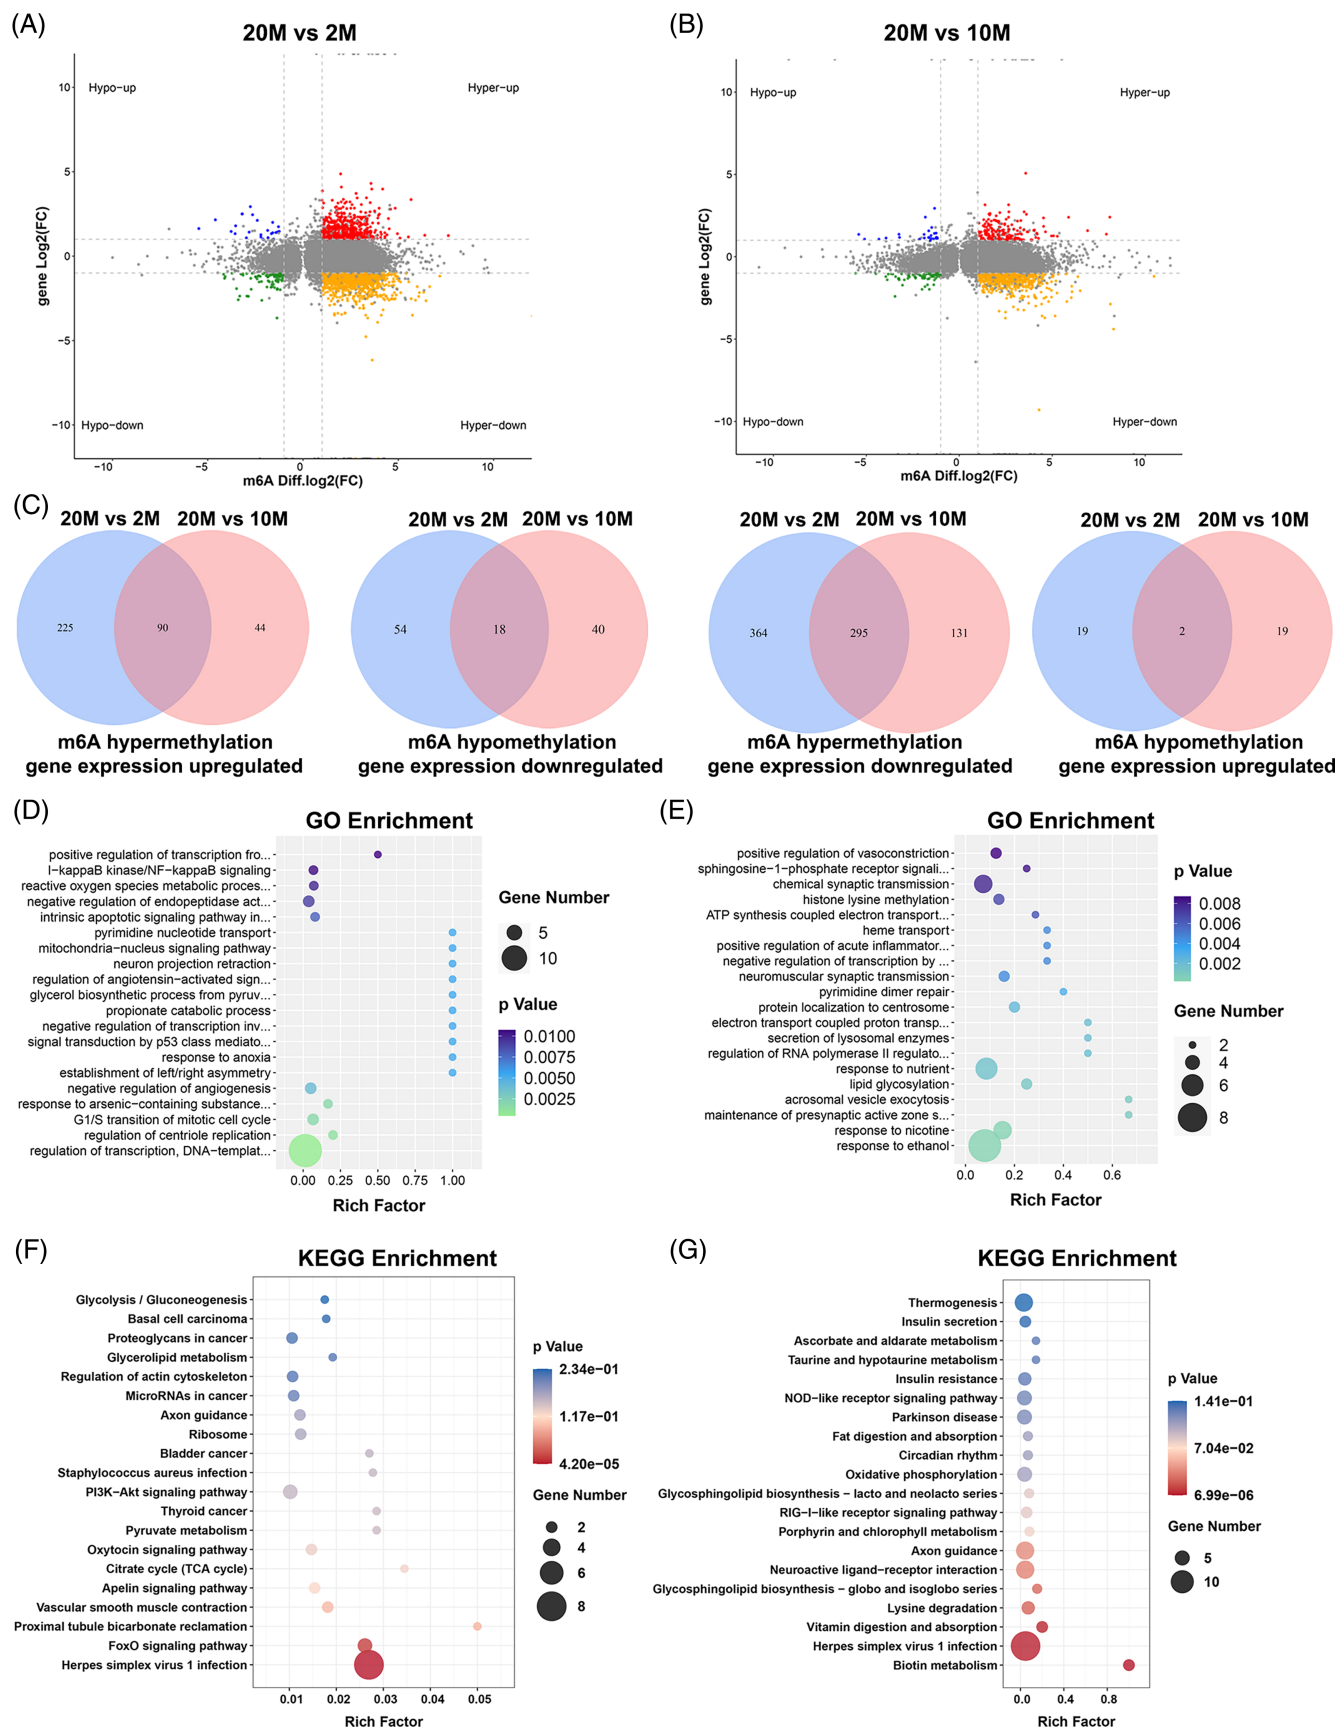 (A)
20M vs 2M
Hypo-up
Hyper-up
Hypo-down
Hyper-down
10
5
0
−5
−10
gene Log2(FC)
−10
−5
0
5
10
m6A Diff.log2(FC)
(B)
20M vs 10M
Hypo-up
Hyper-up
Hypo-down
Hyper-down
10
5
0
−5
−10
gene Log2(FC)
−10
−5
0
5
10
m6A Diff.log2(FC)
(C)
20M vs 2M 20M vs 10M
225 90 44
m6A hypermethylation
gene expression upregulated
20M vs 2M 20M vs 10M
54 18 40
m6A hypomethylation
gene expression downregulated
20M vs 2M 20M vs 10M
364 295 131
m6A hypermethylation
gene expression downregulated
20M vs 2M 20M vs 10M
19 2 19
m6A hypomethylation
gene expression upregulated
(D)
GO Enrichment
positive regulation of transcription fro...
I−kappaB kinase/NF−kappaB signaling
reactive oxygen species metabolic proces...
negative regulation of endopeptidase act...
intrinsic apoptotic signaling pathway in...
pyrimidine nucleotide transport
mitochondria−nucleus signaling pathway
neuron projection retraction
regulation of angiotensin−activated sign...
glycerol biosynthetic process from pyruv...
propionate catabolic process
negative regulation of transcription inv...
signal transduction by p53 class mediato...
response to anoxia
establishment of left/right asymmetry
negative regulation of angiogenesis
response to arsenic−containing substance...
G1/S transition of mitotic cell cycle
regulation of centriole replication
regulation of transcription, DNA−templat...
0.00 0.25 0.50 0.75 1.00
Rich Factor
Gene Number
5
10
p Value
0.0100
0.0075
0.0050
0.0025
(E)
GO Enrichment
positive regulation of vasoconstriction
sphingosine−1−phosphate receptor signali...
chemical synaptic transmission
histone lysine methylation
ATP synthesis coupled electron transport...
heme transport
positive regulation of acute inflammator...
negative regulation of transcription by ...
neuromuscular synaptic transmission
pyrimidine dimer repair
protein localization to centrosome
electron transport coupled proton transp...
secretion of lysosomal enzymes
regulation of RNA polymerase II regulato...
response to nutrient
lipid glycosylation
acrosomal vesicle exocytosis
maintenance of presynaptic active zone s...
response to nicotine
response to ethanol
0.0 0.2 0.4 0.6
Rich Factor
p Value
0.008
0.006
0.004
0.002
Gene Number
2
4
6
8
(F)
KEGG Enrichment
Glycolysis / Gluconeogenesis
Basal cell carcinoma
Proteoglycans in cancer
Glycerolipid metabolism
Regulation of actin cytoskeleton
MicroRNAs in cancer
Axon guidance
Ribosome
Bladder cancer
Staphylococcus aureus infection
PI3K−Akt signaling pathway
Thyroid cancer
Pyruvate metabolism
Oxytocin signaling pathway
Citrate cycle (TCA cycle)
Apelin signaling pathway
Vascular smooth muscle contraction
Proximal tubule bicarbonate reclamation
FoxO signaling pathway
Herpes simplex virus 1 infection
0.01 0.02 0.03 0.04 0.05
Rich Factor
p Value
2.34e−01
1.17e−01
4.20e−05
Gene Number
2
4
6
8
(G)
KEGG Enrichment
Thermogenesis
Insulin secretion
Ascorbate and aldarate metabolism
Taurine and hypotaurine metabolism
Insulin resistance
NOD−like receptor signaling pathway
Parkinson disease
Fat digestion and absorption
Circadian rhythm
Oxidative phosphorylation
Glycosphingolipid biosynthesis − lacto and neolacto series
RIG−I−like receptor signaling pathway
Porphyrin and chlorophyll metabolism
Axon guidance
Neuroactive ligand−receptor interaction
Glycosphingolipid biosynthesis − globo and isoglobo series
Lysine degradation
Vitamin digestion and absorption
Herpes simplex virus 1 infection
Biotin metabolism
0.0 0.4 0.8
Rich Factor
p Value
1.41e−01
7.04e−02
6.99e−06
Gene Number
5
10